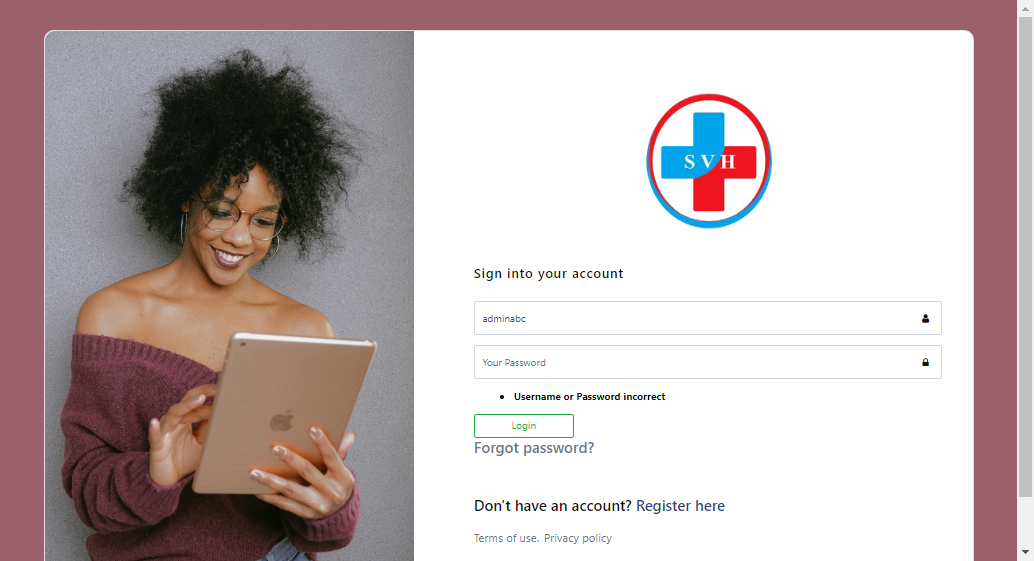 SVH
Sign into your account
adminabc
Your Password
Username or Password incorrect
Login
Forgot password?
Don't have an account? Register here
Terms of use. Privacy policy